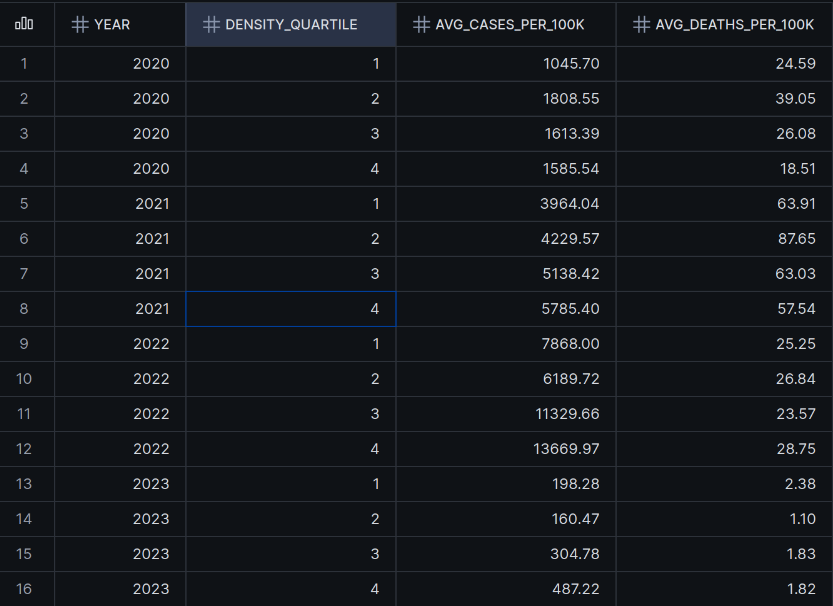 YEAR DENSITY_QUARTILE AVG_CASES_PER_100K AVG_DEATHS_PER_100K
1 2020 1 1045.70 24.59
2 2020 2 1808.55 39.05
3 2020 3 1613.39 26.08
4 2020 4 1585.54 18.51
5 2021 1 3964.04 63.91
6 2021 2 4229.57 87.65
7 2021 3 5138.42 63.03
8 2021 4 5785.40 57.54
9 2022 1 7868.00 25.25
10 2022 2 6189.72 26.84
11 2022 3 11329.66 23.57
12 2022 4 13669.97 28.75
13 2023 1 198.28 2.38
14 2023 2 160.47 1.10
15 2023 3 304.78 1.83
16 2023 4 487.22 1.82